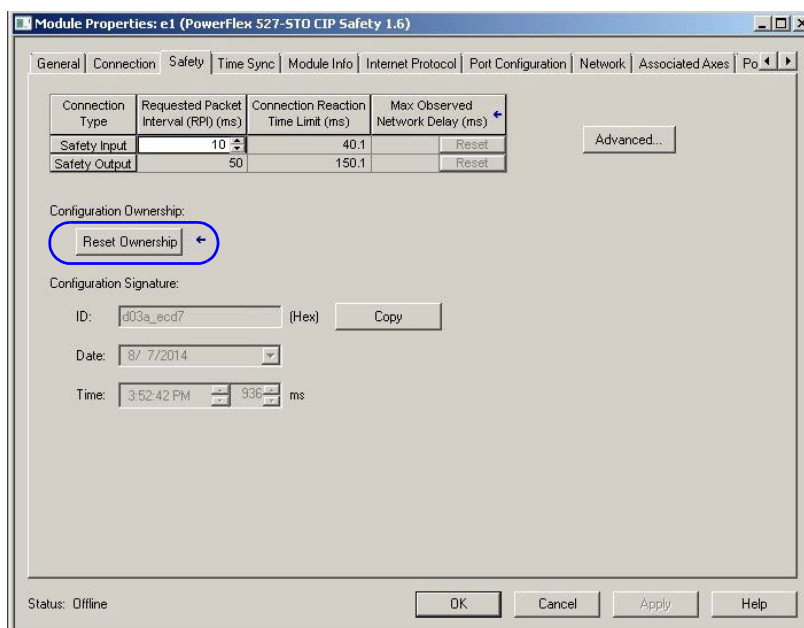 Module Properties: e1 (PowerFlex 527-STO CIP Safety 1.6)
General Connection Safety Time Sync Module Info Internet Protocol Port Configuration Network Associated Axes Po
Connection Type Requested Packet Interval (RPI) (ms) Connection Reaction Time Limit (ms) Max Observed Network Delay (ms)
Safety Input 10 40.1 Reset
Safety Output 50 150.1 Reset
Advanced...
Configuration Ownership:
Reset Ownership
Configuration Signature:
ID: d03a_ecd7 (Hex) Copy
Date: 8/ 7/2014
Time: 3:52:42 PM 936 ms
Status: Offline OK Cancel Apply Help